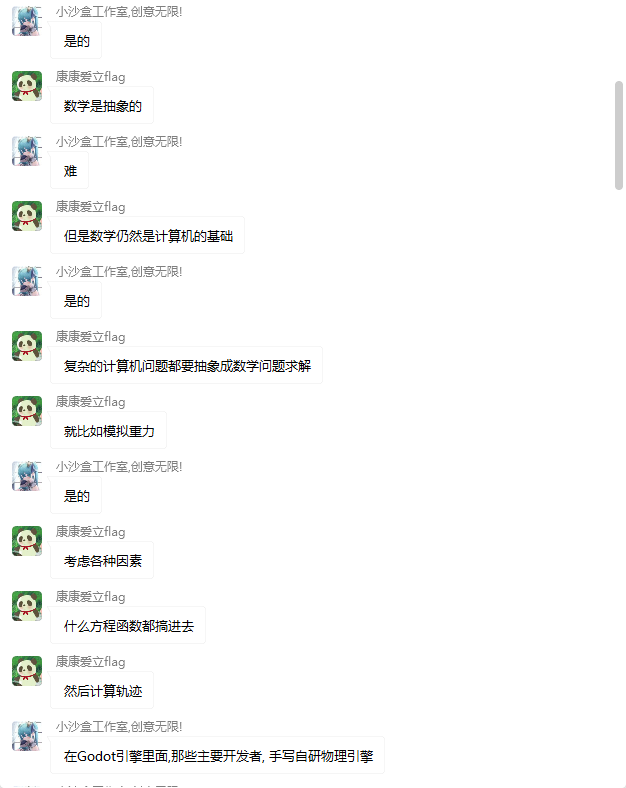 小沙盒工作室,创意无限!
是的
康康爱立flag
数学是抽象的
小沙盒工作室,创意无限!
难
康康爱立flag
但是数学仍然是计算机的基础
小沙盒工作室,创意无限!
是的
康康爱立flag
复杂的计算机问题都要抽象成数学问题求解
康康爱立flag
就比如模拟重力
小沙盒工作室,创意无限!
是的
康康爱立flag
考虑各种因素
康康爱立flag
什么方程函数都搞进去
康康爱立flag
然后计算轨迹
小沙盒工作室,创意无限!
在Godot引擎里面,那些主要开发者, 手写自研物理引擎